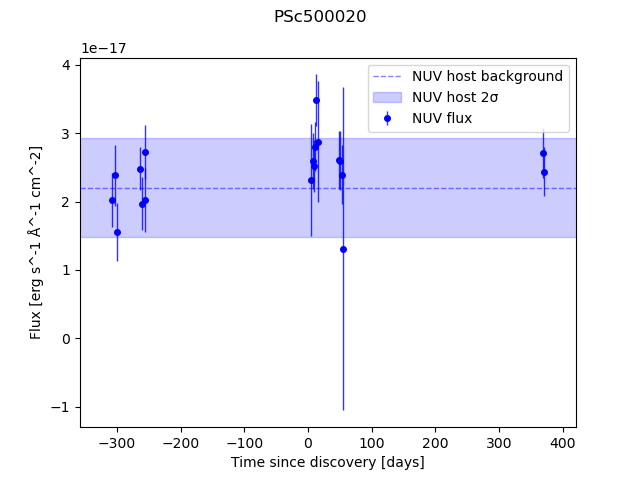 PSc500020
1e−17
NUV host background
NUV host 2σ
NUV flux
Flux [erg s^-1 Å^-1 cm^-2]
4
3
2
1
0
−1
−300 −200 −100 0 100 200 300 400
Time since discovery [days]